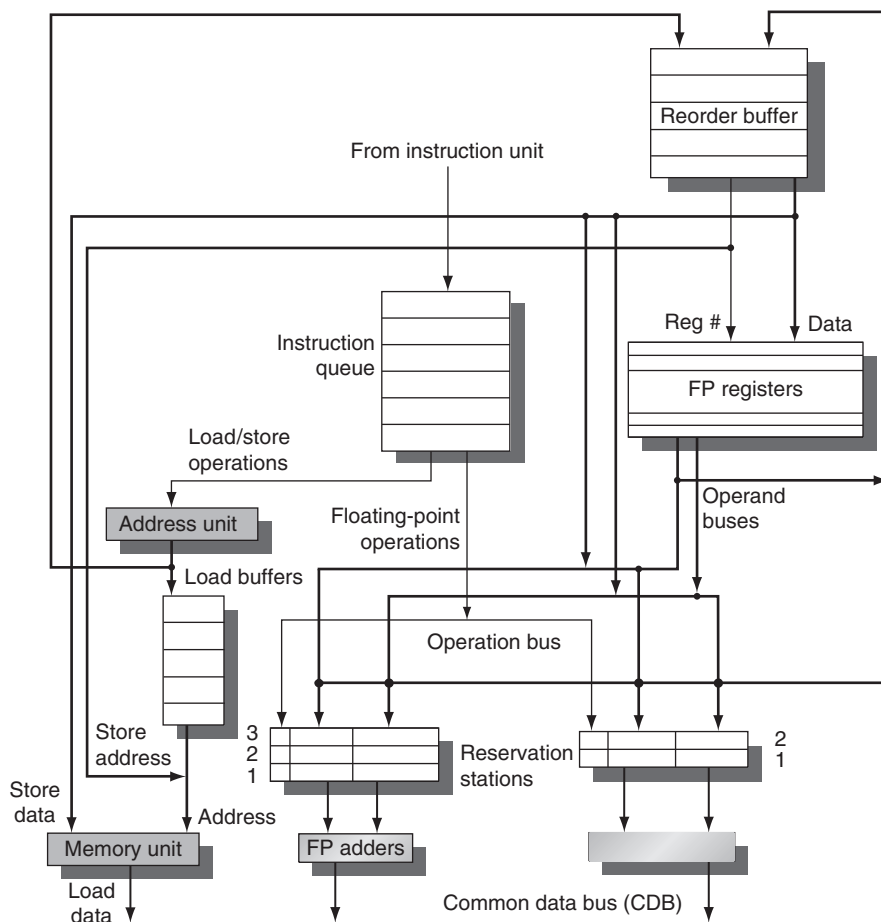 Reorder buffer
From instruction unit
Reg #
Data
Instruction
queue
FP registers
Load/store
operations
Operand
buses
Address unit
Floating-point
operations
Load buffers
Operation bus
3
2
1
Reservation
stations
2
1
Store
address
Store
data
Address
Memory unit
FP adders
Load
data
Common data bus (CDB)